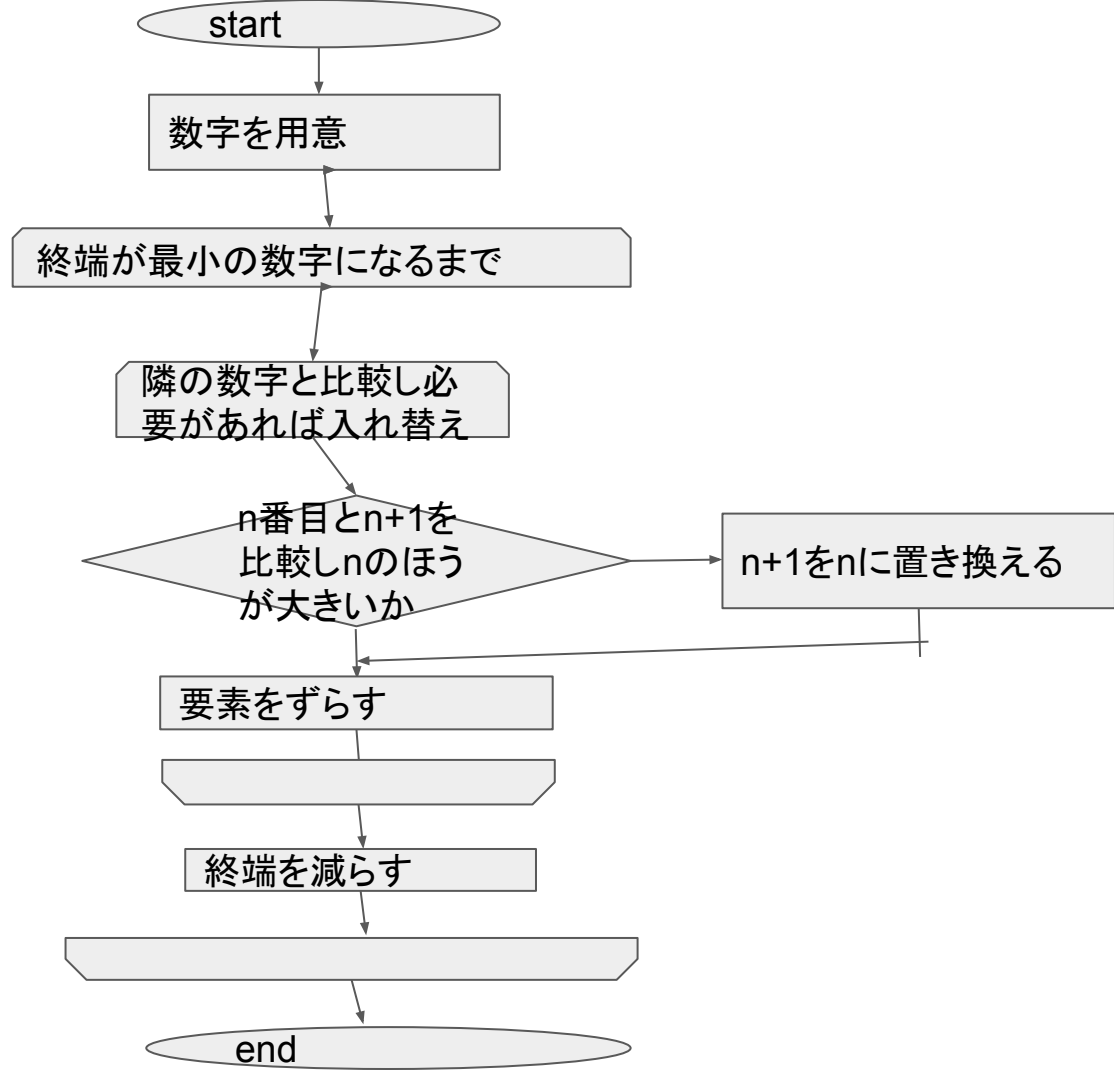 start
数字を用意
終端が最小の数字になるまで
隣の数字と比較し必
要があれば入れ替え
n番目とn+1を
比較しnのほう
が大きいか
n+1をnに置き換える
要素をずらす
終端を減らす
end